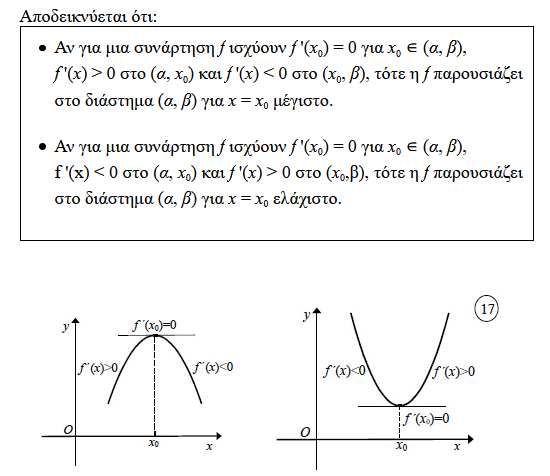 Αποδεικνύεται ότι:
● Αν για μια συνάρτηση f ισχύουν f '(x₀) = 0 για x₀ ∈ (α, β),
f '(x) > 0 στο (α, x₀) και f '(x) < 0 στο (x₀, β), τότε η f παρουσιάζει
στο διάστημα (α, β) για x = x₀ μέγιστο.
● Αν για μια συνάρτηση f ισχύουν f '(x₀) = 0 για x₀ ∈ (α, β),
f '(x) < 0 στο (α, x₀) και f '(x) > 0 στο (x₀,β), τότε η f παρουσιάζει
στο διάστημα (α, β) για x = x₀ ελάχιστο.
17
y
f ΄(x₀)=0
f ΄(x)>0
f ΄(x)<0
O
x₀
x
y
f ΄(x)<0
f ΄(x)>0
f ΄(x₀)=0
O
x₀
x